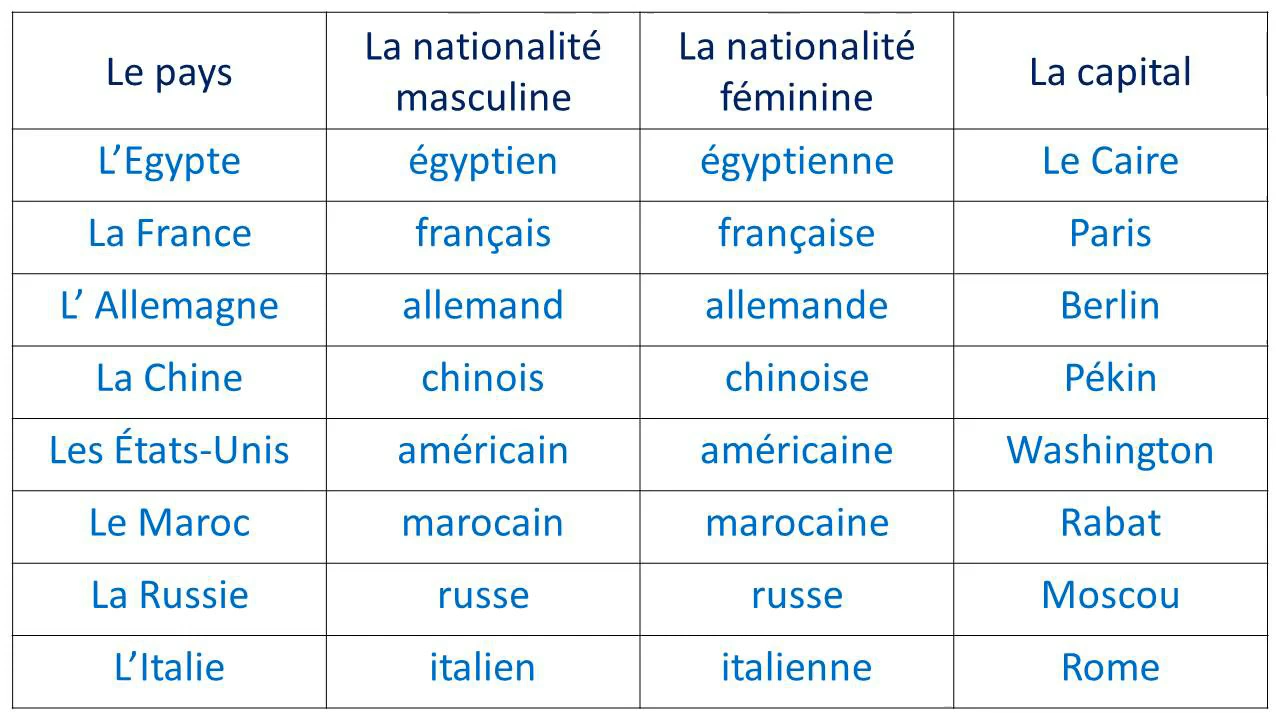 Le pays
La nationalité
masculine
La nationalité
féminine
La capital
L’Egypte
égyptien
égyptienne
Le Caire
La France
français
française
Paris
L’ Allemagne
allemand
allemande
Berlin
La Chine
chinois
chinoise
Pékin
Les États-Unis
américain
américaine
Washington
Le Maroc
marocain
marocaine
Rabat
La Russie
russe
russe
Moscou
L’Italie
italien
italienne
Rome